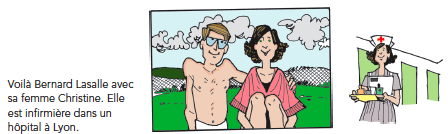 Voilà Bernard Lasalle avec
sa femme Christine. Elle
est infirmière dans un
hôpital à Lyon.